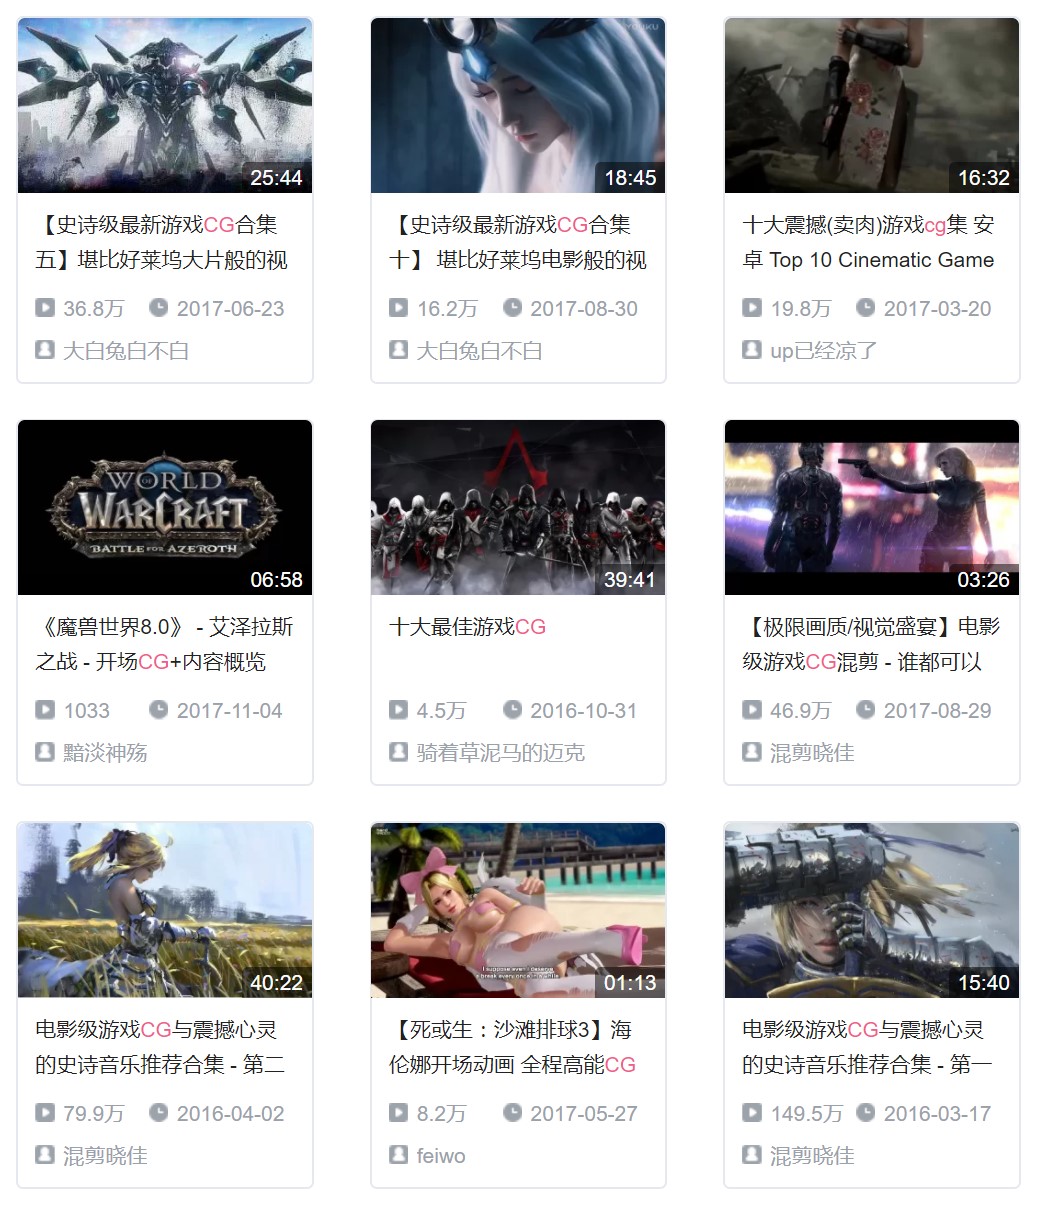 YOUKU
25:44
18:45
16:32
【史诗级最新游戏CG合集
五】堪比好莱坞大片般的视
36.8万 2017-06-23
大白兔白不白
【史诗级最新游戏CG合集
十】 堪比好莱坞电影般的视
16.2万 2017-08-30
大白兔白不白
十大震撼(卖肉)游戏cg集 安
卓 Top 10 Cinematic Game
19.8万 2017-03-20
up已经凉了
WORLD
OF
WARCRAFT
BATTLE FOR AZEROTH
06:58
39:41
03:26
《魔兽世界8.0》 - 艾泽拉斯
之战 - 开场CG+内容概览
1033 2017-11-04
黯淡神殇
十大最佳游戏CG
4.5万 2016-10-31
骑着草泥马的迈克
【极限画质/视觉盛宴】电影
级游戏CG混剪 - 谁都可以
46.9万 2017-08-29
混剪晓佳
40:22
I suppose even I deserve
a break every once in a while.
01:13
15:40
电影级游戏CG与震撼心灵
的史诗音乐推荐合集 - 第二
79.9万 2016-04-02
混剪晓佳
【死或生：沙滩排球3】海
伦娜开场动画 全程高能CG
8.2万 2017-05-27
feiwo
电影级游戏CG与震撼心灵
的史诗音乐推荐合集 - 第一
149.5万 2016-03-17
混剪晓佳